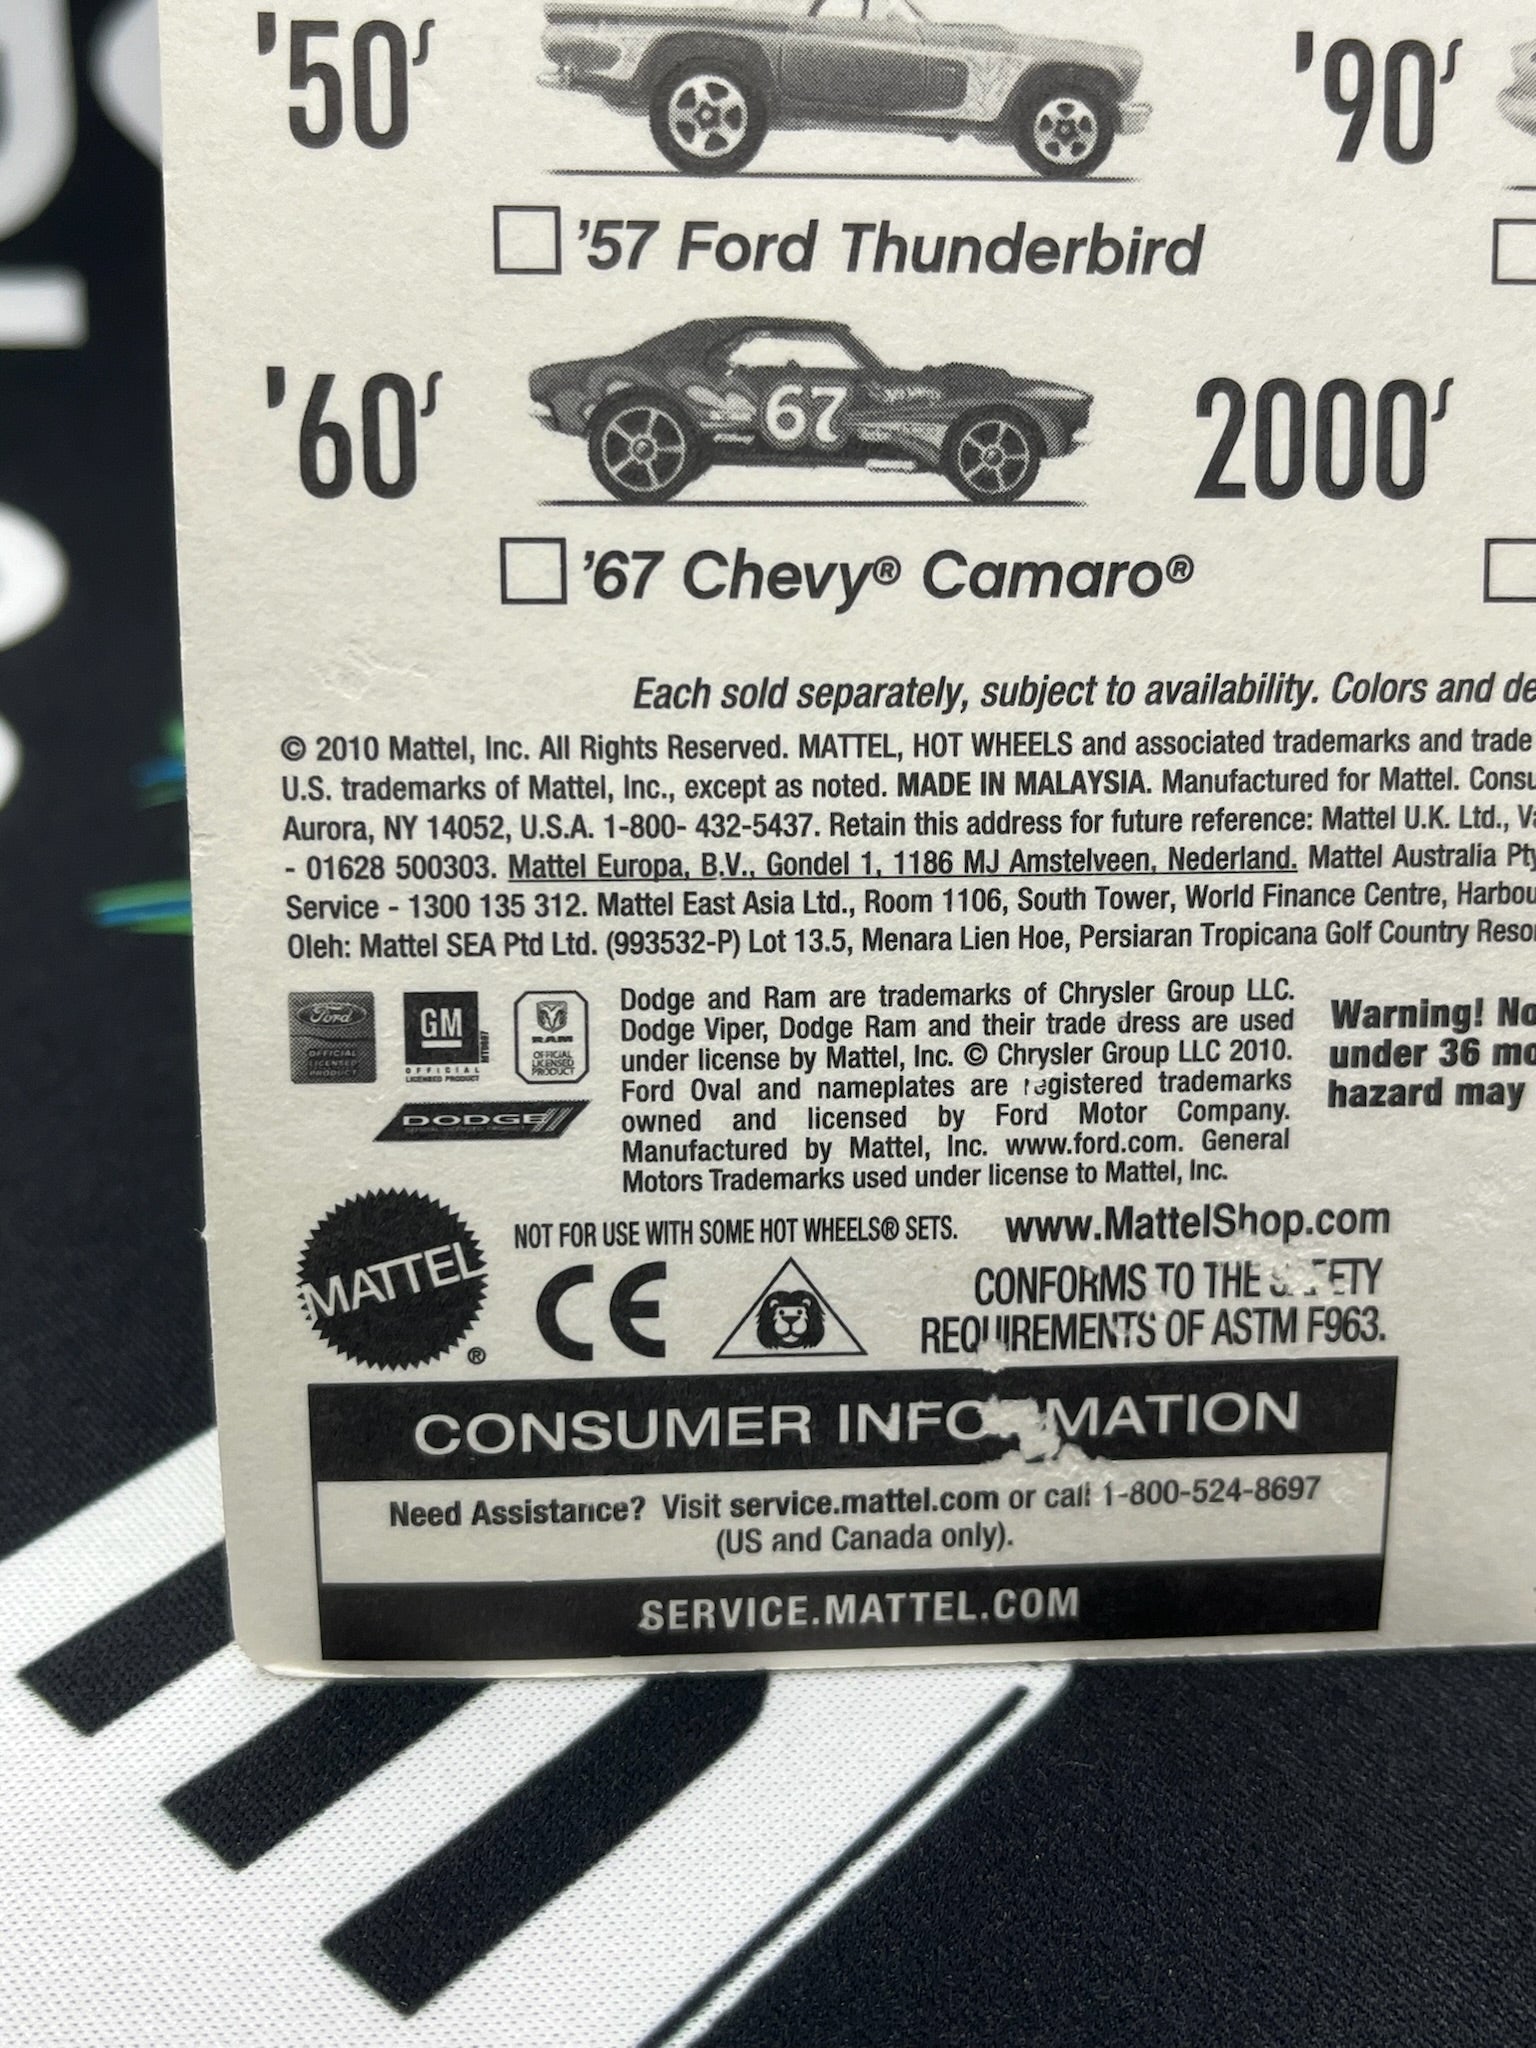 '50s
'90s
'57 Ford Thunderbird
'60s
67
2000s
'67 Chevy® Camaro®
Each sold separately, subject to availability. Colors and de
© 2010 Mattel, Inc. All Rights Reserved. MATTEL, HOT WHEELS and associated trademarks and trade
U.S. trademarks of Mattel, Inc., except as noted. MADE IN MALAYSIA. Manufactured for Mattel. Consu
Aurora, NY 14052, U.S.A. 1-800- 432-5437. Retain this address for future reference: Mattel U.K. Ltd., Va
- 01628 500303. Mattel Europa, B.V., Gondel 1, 1186 MJ Amstelveen, Nederland. Mattel Australia Pty
Service - 1300 135 312. Mattel East Asia Ltd., Room 1106, South Tower, World Finance Centre, Harbou
Oleh: Mattel SEA Ptd Ltd. (993532-P) Lot 13.5, Menara Lien Hoe, Persiaran Tropicana Golf Country Resor
Ford
OFFICIAL
LICENSED
PRODUCT
GM
OFFICIAL
LICENSED PRODUCT
RAM
OFFICIAL
LICENSED
PRODUCT
DODGE
Dodge and Ram are trademarks of Chrysler Group LLC.
Dodge Viper, Dodge Ram and their trade dress are used
under license by Mattel, Inc. © Chrysler Group LLC 2010.
Ford Oval and nameplates are registered trademarks
owned and licensed by Ford Motor Company.
Manufactured by Mattel, Inc. www.ford.com. General
Motors Trademarks used under license to Mattel, Inc.
Warning! No
under 36 mo
hazard may
MATTEL®
NOT FOR USE WITH SOME HOT WHEELS® SETS.
www.MattelShop.com
CE
CONFORMS TO THE SAFETY
REQUIREMENTS OF ASTM F963.
CONSUMER INFORMATION
Need Assistance? Visit service.mattel.com or call 1-800-524-8697
(US and Canada only).
SERVICE.MATTEL.COM